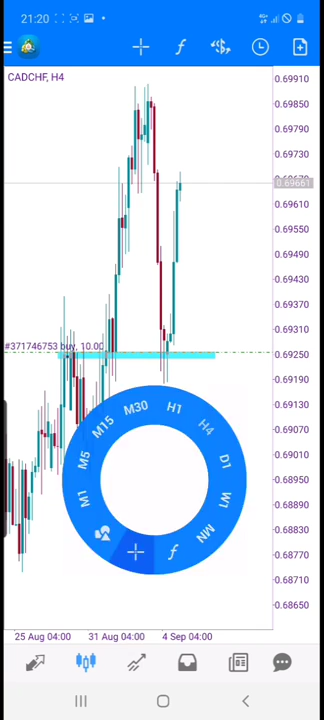 21:20
4G+
CADCHF, H4
0.69910
0.69850
0.69790
0.69730
0.69661
0.69610
0.69550
0.69490
0.69430
0.69370
0.69310
#371746753 buy, 10.00
0.69250
0.69190
0.69130
0.69070
0.69010
0.68950
0.68890
0.68830
0.68770
0.68710
0.68650
M1
M5
M15
M30
H1
H4
D1
W1
MN
f
25 Aug 04:00 31 Aug 04:00 4 Sep 04:00